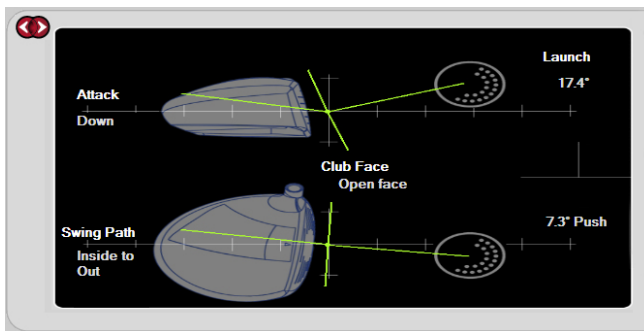 Launch
17.4°
Attack
Down
Club Face
Open face
Swing Path
Inside to
Out
7.3° Push